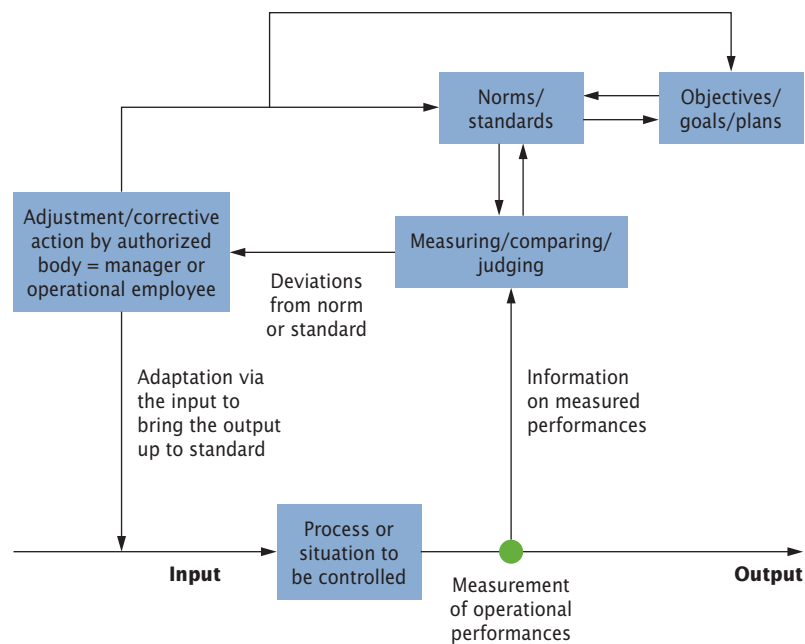 Norms/
standards
Objectives/
goals/plans
Adjustment/corrective
action by authorized
body = manager or
operational employee
Measuring/comparing/
judging
Deviations
from norm
or standard
Adaptation via
the input to
bring the output
up to standard
Information
on measured
performances
Process or
situation to
be controlled
Input
Output
Measurement
of operational
performances